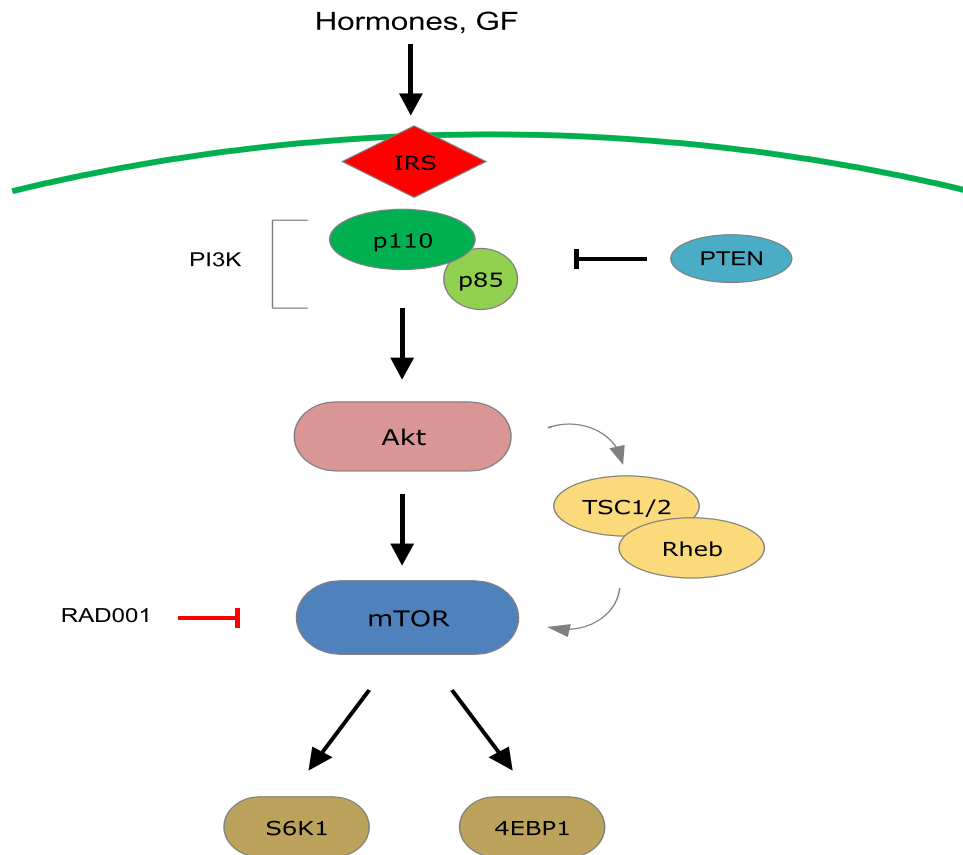 Hormones, GF
IRS
p110
PI3K
PTEN
p85
Akt
TSC1/2
Rheb
RAD001
mTOR
S6K1
4EBP1